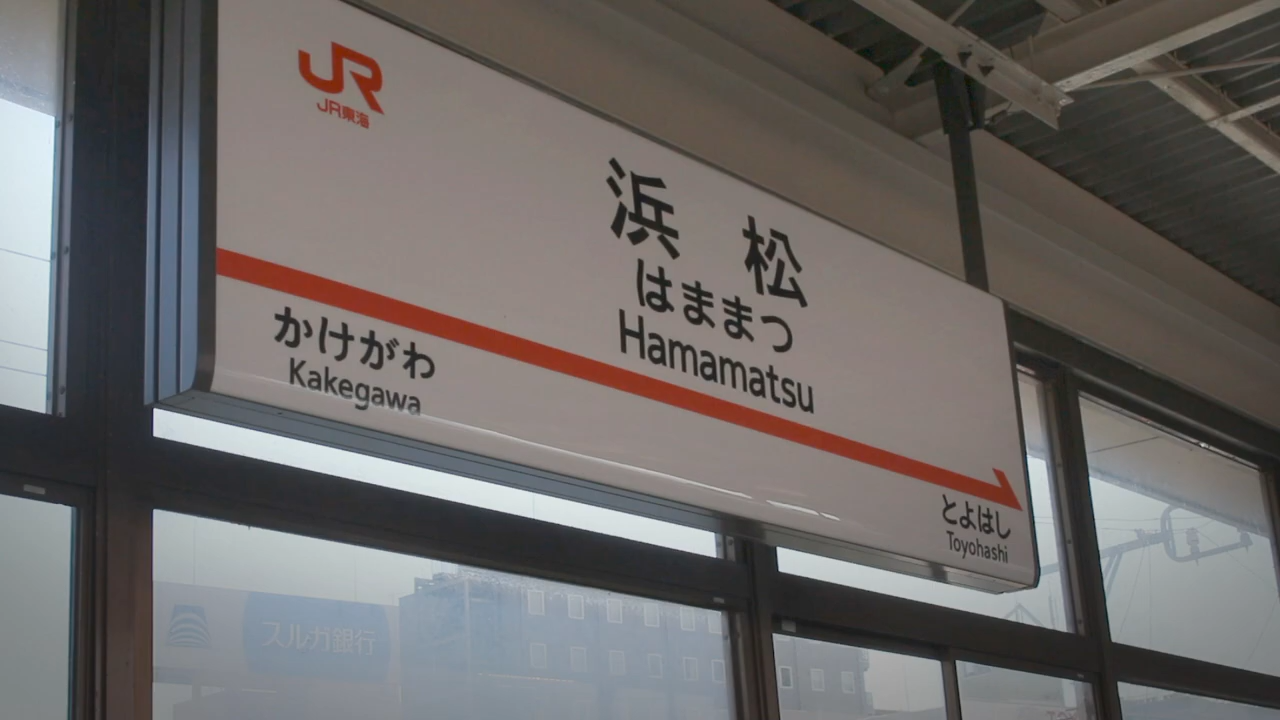 JR
JR東海
浜松
はままつ
Hamamatsu
かけがわ
Kakegawa
とよはし
Toyohashi
スルガ銀行